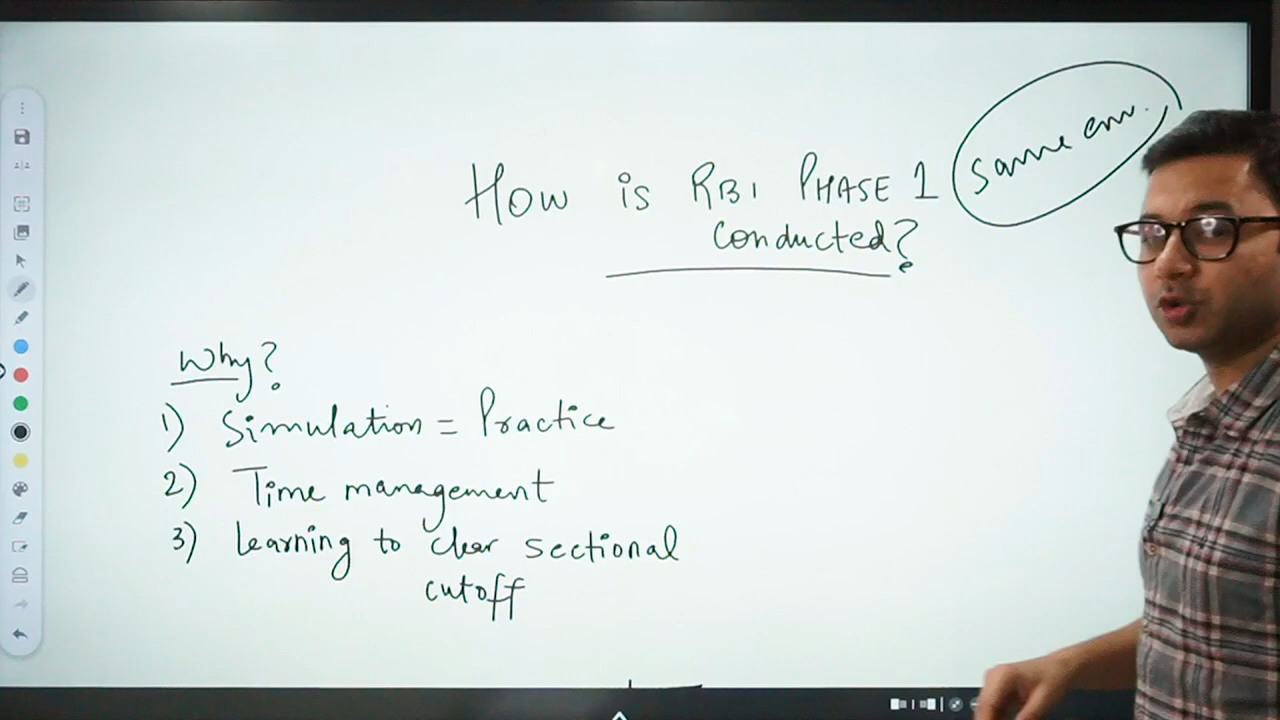 How is RBI PHASE 1
conducted?
same env.
Why?
1) Simulation = Practice
2) Time management
3) Learning to clear sectional
cutoff